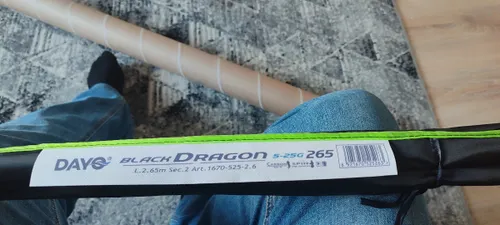 DAYO BLACK DRAGON 5-25G 265
L.2,65m Sec.2 Art.1670-525-2.6